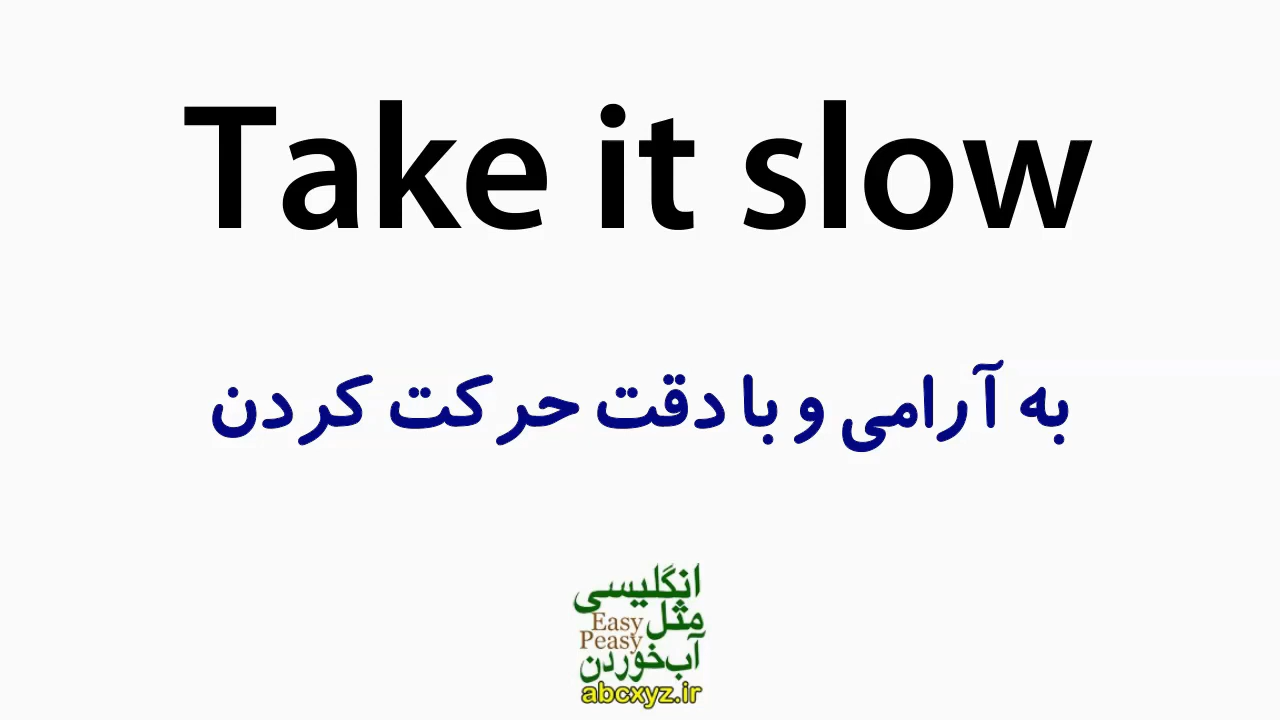 Take it slow
به آرامی و با دقت حرکت کردن
انگلیسی
مثل
Easy
Peasy
آب‌خوردن
abcxyz.ir